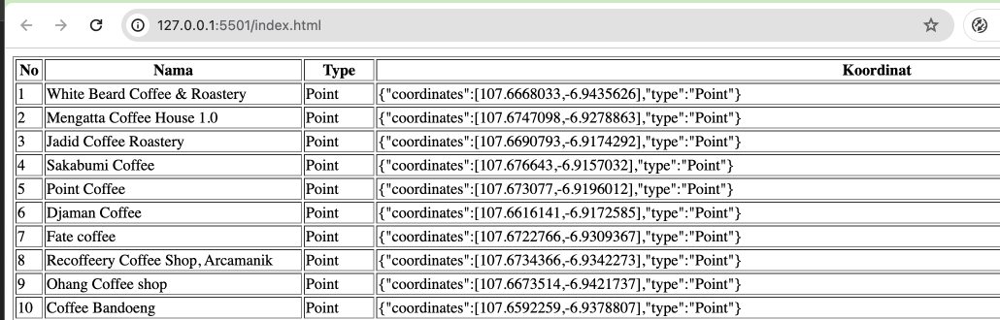 127.0.0.1:5501/index.html
No Nama Type Koordinat
1 White Beard Coffee & Roastery Point {"coordinates":[107.6668033,-6.9435626],"type":"Point"}
2 Mengatta Coffee House 1.0 Point {"coordinates":[107.6747098,-6.9278863],"type":"Point"}
3 Jadid Coffee Roastery Point {"coordinates":[107.6690793,-6.9174292],"type":"Point"}
4 Sakabumi Coffee Point {"coordinates":[107.676643,-6.9157032],"type":"Point"}
5 Point Coffee Point {"coordinates":[107.673077,-6.9196012],"type":"Point"}
6 Djaman Coffee Point {"coordinates":[107.6616141,-6.9172585],"type":"Point"}
7 Fate coffee Point {"coordinates":[107.6722766,-6.9309367],"type":"Point"}
8 Recoffeery Coffee Shop, Arcamanik Point {"coordinates":[107.6734366,-6.9342273],"type":"Point"}
9 Ohang Coffee shop Point {"coordinates":[107.6673514,-6.9421737],"type":"Point"}
10 Coffee Bandoeng Point {"coordinates":[107.6592259,-6.9378807],"type":"Point"}